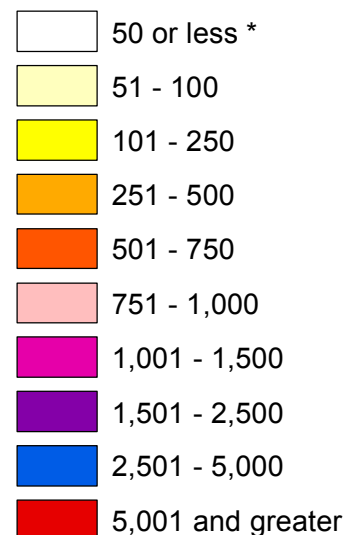 50 or less *
51 - 100
101 - 250
251 - 500
501 - 750
751 - 1,000
1,001 - 1,500
1,501 - 2,500
2,501 - 5,000
5,001 and greater